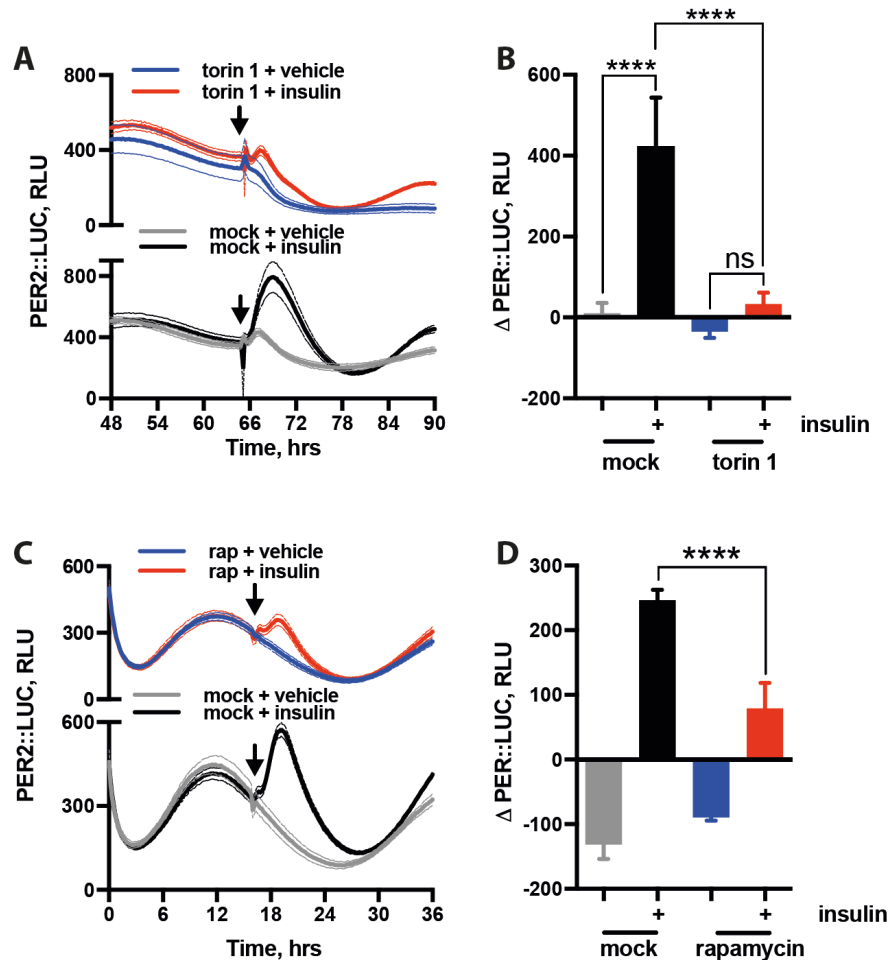 A
torin 1 + vehicle
torin 1 + insulin
800
400
0
mock + vehicle
mock + insulin
800
400
0
PER2::LUC, RLU
48 54 60 66 72 78 84 90
Time, hrs
B
****
****
ns
600
400
200
0
-200
Δ PER::LUC, RLU
+ + insulin
mock torin 1
C
rap + vehicle
rap + insulin
600
300
0
mock + vehicle
mock + insulin
600
300
0
PER2::LUC, RLU
0 6 12 18 24 30 36
Time, hrs
D
****
300
200
100
0
-100
-200
Δ PER::LUC, RLU
+ + insulin
mock rapamycin